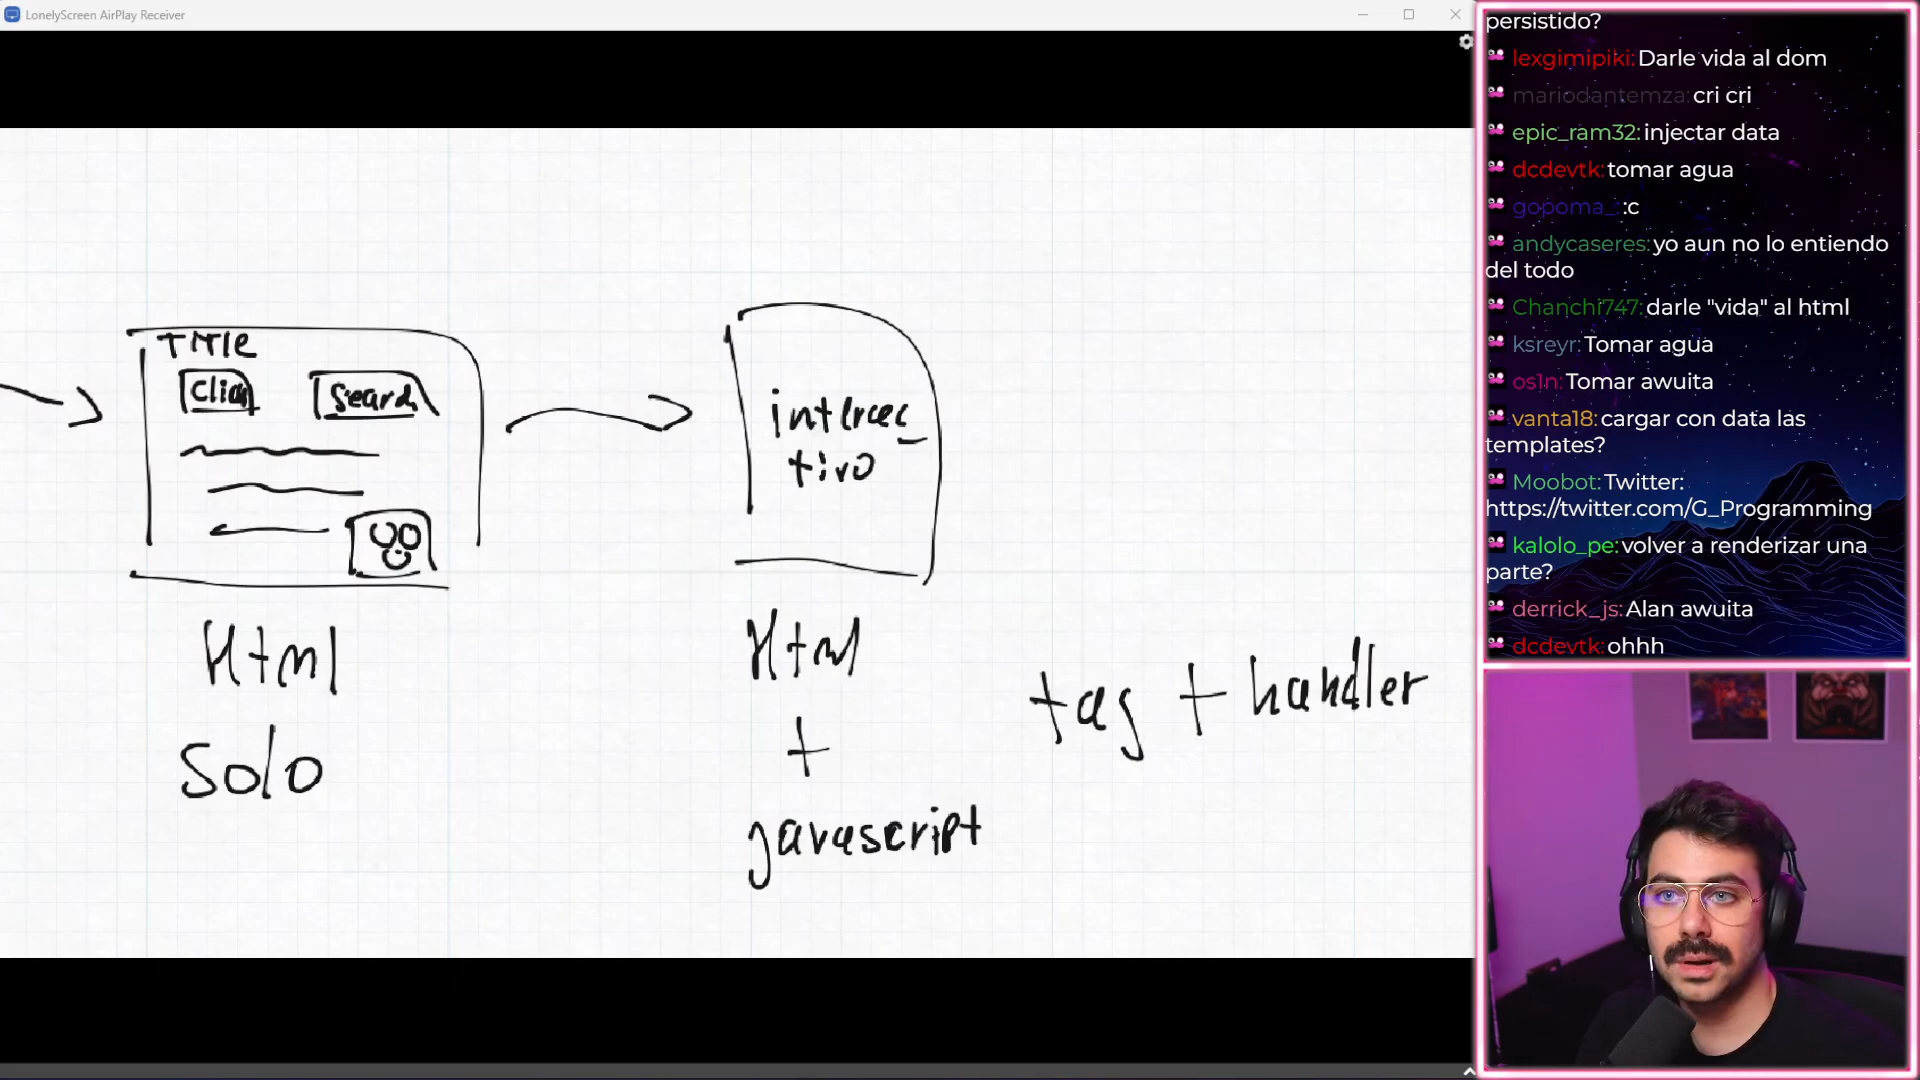 LonelyScreen AirPlay Receiver
TITLE
Click
Search
Html
Solo
interac_
tivo
Html
+
javascript
tag + handler
persistido?
lexgimipiki: Darle vida al dom
mariodantemza: cri cri
epic_ram32: injectar data
dcdevtk: tomar agua
gopoma_: :c
andycaseres: yo aun no lo entiendo
del todo
Chanchi747: darle "vida" al html
ksreyr: Tomar agua
os1n: Tomar awuita
vanta18: cargar con data las
templates?
Moobot: Twitter:
https://twitter.com/G_Programming
kalolo_pe: volver a renderizar una
parte?
derrick_js: Alan awuita
dcdevtk: ohhh